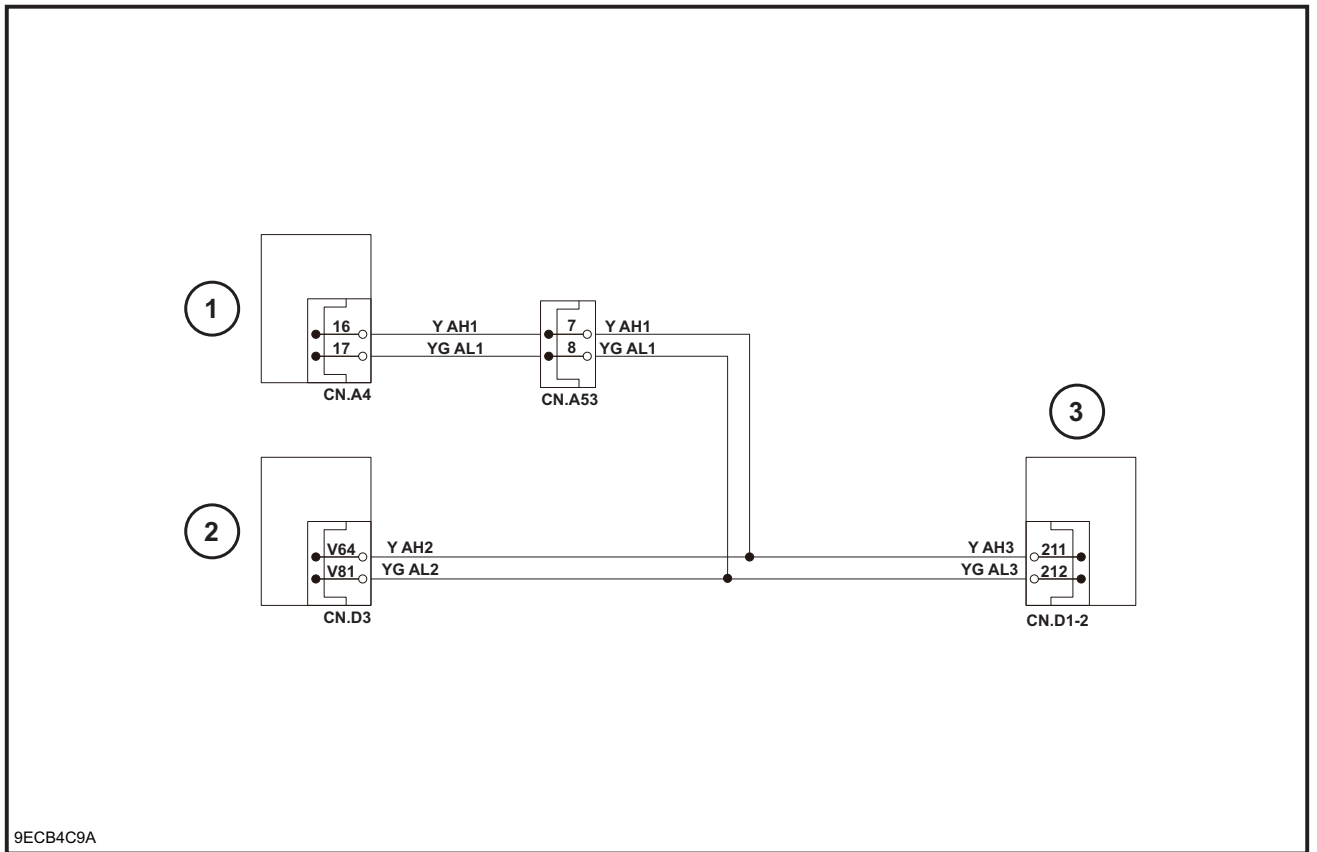 1
16 Y AH1 7 Y AH1
17 YG AL1 8 YG AL1
CN.A4 CN.A53
3
2
V64 Y AH2 Y AH3 211
V81 YG AL2 YG AL3 212
CN.D3 CN.D1-2
9ECB4C9A